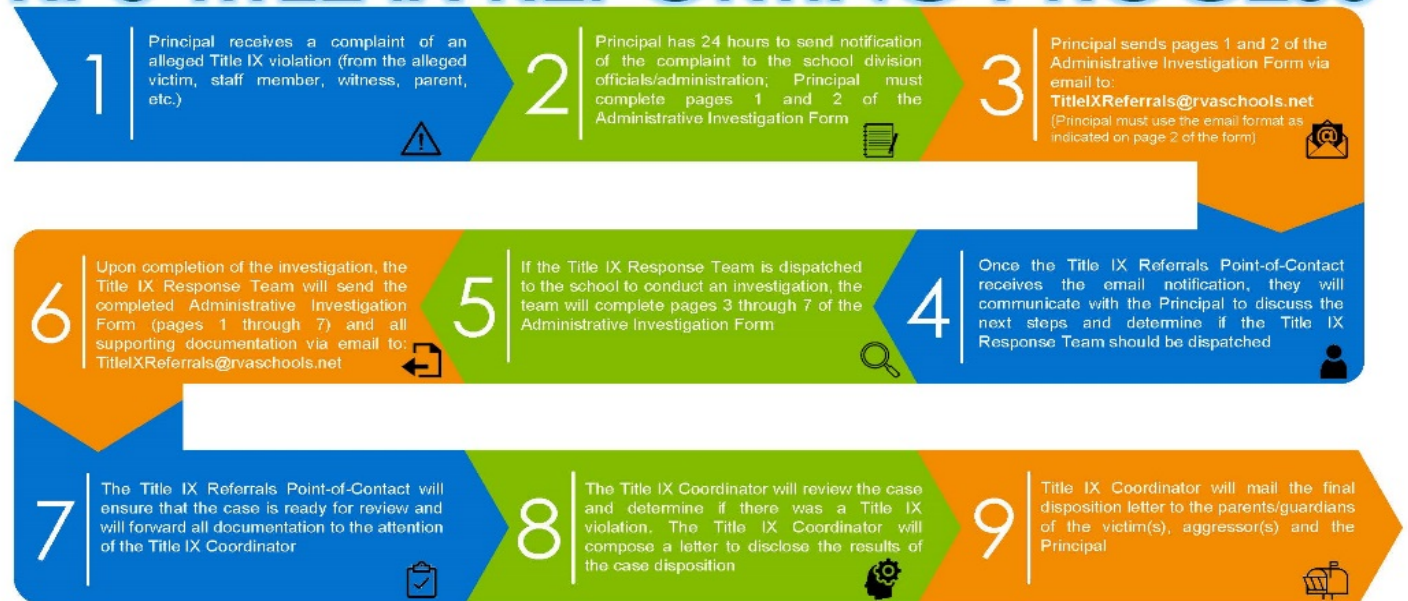 TITLE IX REPORTING PROCESS
1
Principal receives a complaint of an
alleged Title IX violation (from the alleged
victim, staff member, witness, parent,
etc.)
2
Principal has 24 hours to send notification
of the complaint to the school division
officials/administration; Principal must
complete pages 1 and 2 of the
Administrative Investigation Form
3
Principal sends pages 1 and 2 of the
Administrative Investigation Form via
email to:
TitleIXReferrals@rvaschools.net
(Principal must use the email format as
indicated on page 2 of the form)
4
Once the Title IX Referrals Point-of-Contact
receives the email notification, they will
communicate with the Principal to discuss the
next steps and determine if the Title IX
Response Team should be dispatched
5
If the Title IX Response Team is dispatched
to the school to conduct an investigation, the
team will complete pages 3 through 7 of the
Administrative Investigation Form
6
Upon completion of the investigation, the
Title IX Response Team will send the
completed Administrative Investigation
Form (pages 1 through 7) and all
supporting documentation via email to:
TitleIXReferrals@rvaschools.net
7
The Title IX Referrals Point-of-Contact will
ensure that the case is ready for review and
will forward all documentation to the attention
of the Title IX Coordinator
8
The Title IX Coordinator will review the case
and determine if there was a Title IX
violation. The Title IX Coordinator will
compose a letter to disclose the results of
the case disposition
9
Title IX Coordinator will mail the final
disposition letter to the parents/guardians
of the victim(s), aggressor(s) and the
Principal